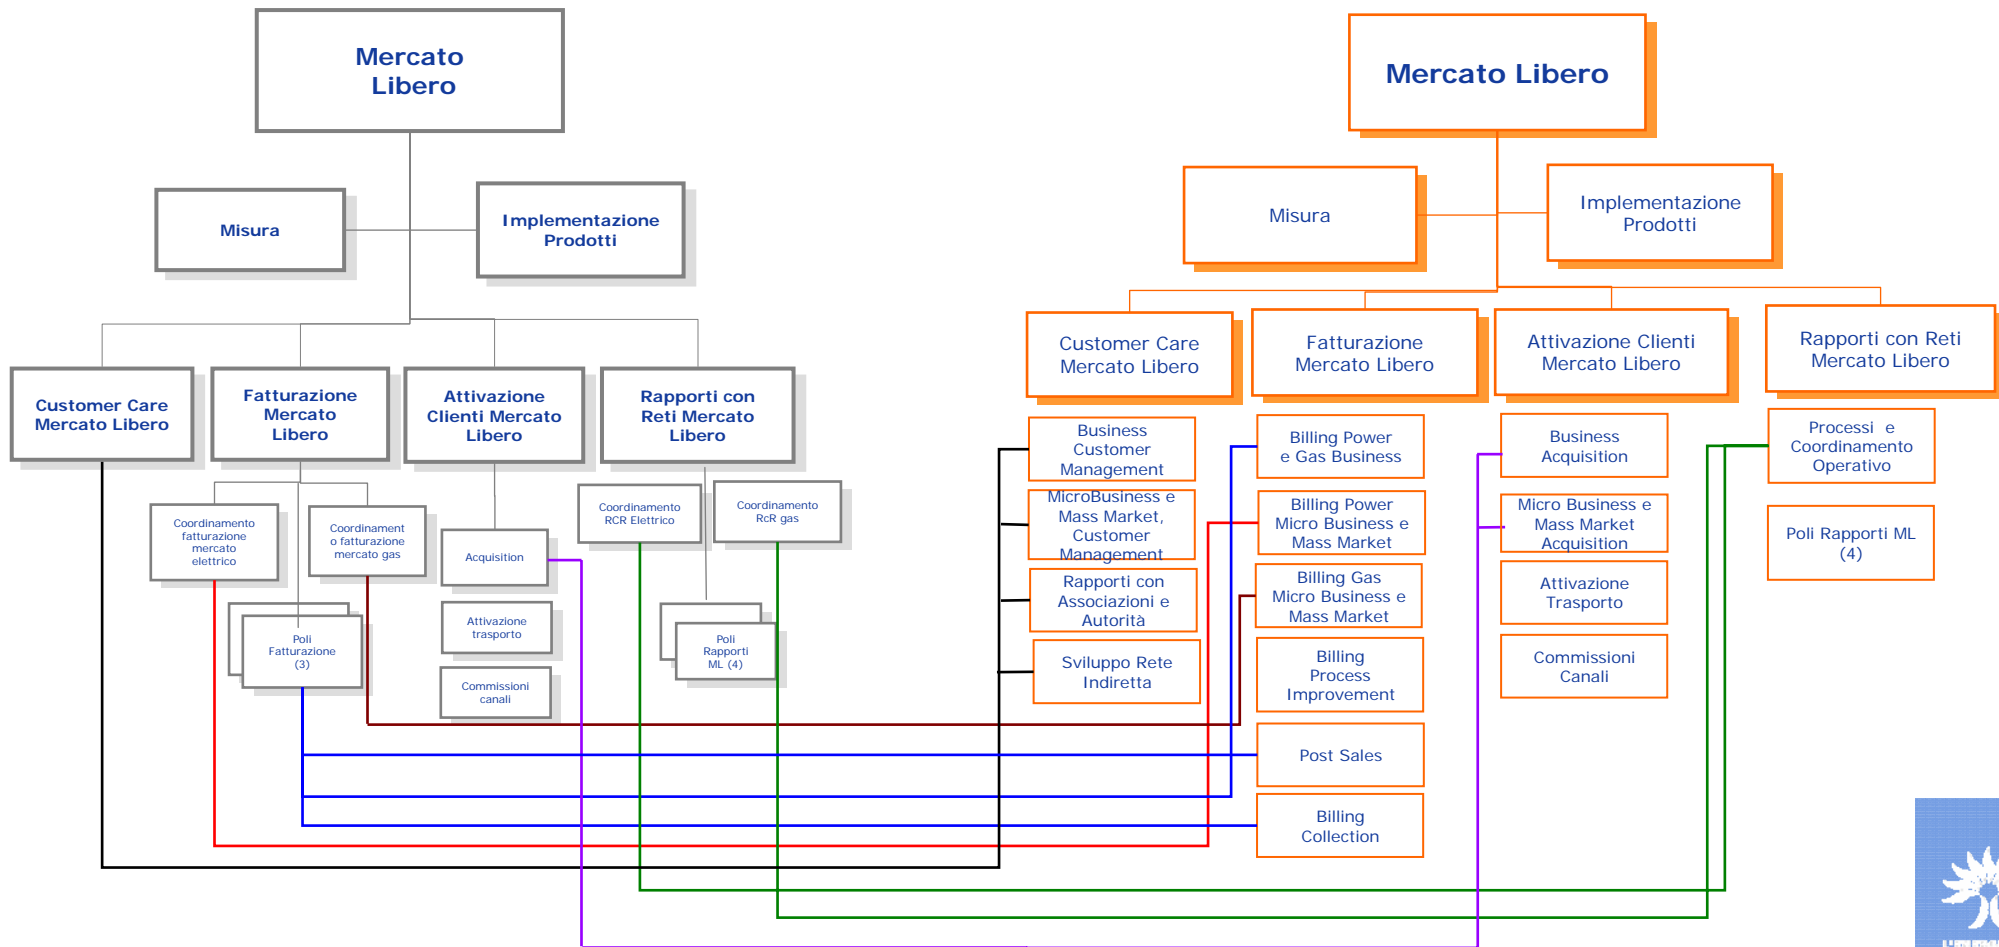 Mercato
Libero
Misura
Implementazione
Prodotti
Customer Care
Mercato Libero
Fatturazione
Mercato
Libero
Attivazione
Clienti Mercato
Libero
Rapporti con
Reti Mercato
Libero
Coordinamento
fatturazione
mercato
elettrico
Coordinament
o fatturazione
mercato gas
Poli
Fatturazione
(3)
Acquisition
Attivazione
trasporto
Commissioni
canali
Coordinamento
RCR Elettrico
Coordinamento
RcR gas
Poli
Rapporti
ML (4)
Mercato Libero
Misura
Implementazione
Prodotti
Customer Care
Mercato Libero
Fatturazione
Mercato Libero
Attivazione Clienti
Mercato Libero
Rapporti con Reti
Mercato Libero
Business
Customer
Management
MicroBusiness e
Mass Market,
Customer
Management
Rapporti con
Associazioni e
Autorità
Sviluppo Rete
Indiretta
Billing Power
e Gas Business
Billing Power
Micro Business e
Mass Market
Billing Gas
Micro Business e
Mass Market
Billing
Process
Improvement
Post Sales
Billing
Collection
Business
Acquisition
Micro Business e
Mass Market
Acquisition
Attivazione
Trasporto
Commissioni
Canali
Processi e
Coordinamento
Operativo
Poli Rapporti ML
(4)